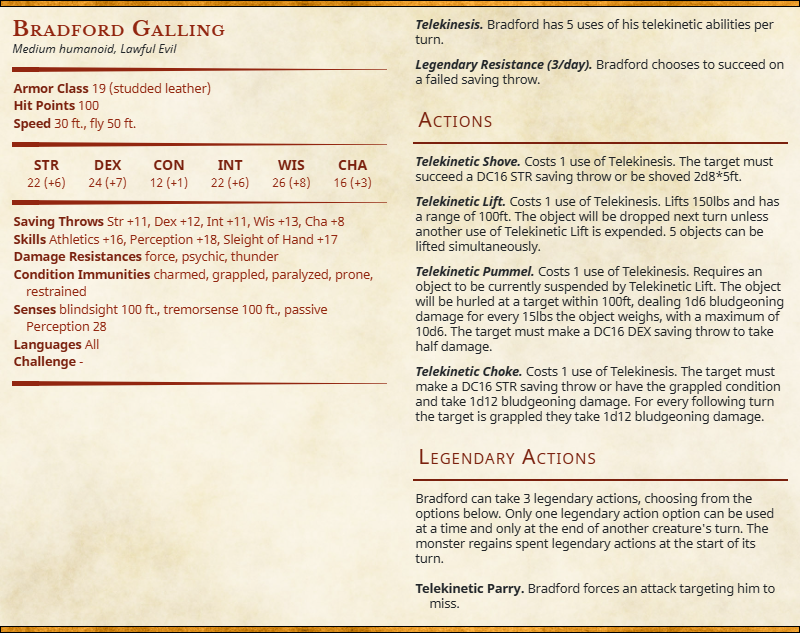 Bradford Galling
Medium humanoid, Lawful Evil
Armor Class 19 (studded leather)
Hit Points 100
Speed 30 ft., fly 50 ft.
STR DEX CON INT WIS CHA
22 (+6) 24 (+7) 12 (+1) 22 (+6) 26 (+8) 16 (+3)
Saving Throws Str +11, Dex +12, Int +11, Wis +13, Cha +8
Skills Athletics +16, Perception +18, Sleight of Hand +17
Damage Resistances force, psychic, thunder
Condition Immunities charmed, grappled, paralyzed, prone,
restrained
Senses blindsight 100 ft., tremorsense 100 ft., passive
Perception 28
Languages All
Challenge -
Telekinesis. Bradford has 5 uses of his telekinetic abilities per
turn.
Legendary Resistance (3/day). Bradford chooses to succeed on
a failed saving throw.
Actions
Telekinetic Shove. Costs 1 use of Telekinesis. The target must
succeed a DC16 STR saving throw or be shoved 2d8*5ft.
Telekinetic Lift. Costs 1 use of Telekinesis. Lifts 150lbs and has
a range of 100ft. The object will be dropped next turn unless
another use of Telekinetic Lift is expended. 5 objects can be
lifted simultaneously.
Telekinetic Pummel. Costs 1 use of Telekinesis. Requires an
object to be currently suspended by Telekinetic Lift. The object
will be hurled at a target within 100ft, dealing 1d6 bludgeoning
damage for every 15lbs the object weighs, with a maximum of
10d6. The target must make a DC16 DEX saving throw to take
half damage.
Telekinetic Choke. Costs 1 use of Telekinesis. The target must
make a DC16 STR saving throw or have the grappled condition
and take 1d12 bludgeoning damage. For every following turn
the target is grappled they take 1d12 bludgeoning damage.
Legendary Actions
Bradford can take 3 legendary actions, choosing from the
options below. Only one legendary action option can be used
at a time and only at the end of another creature's turn. The
monster regains spent legendary actions at the start of its
turn.
Telekinetic Parry. Bradford forces an attack targeting him to
miss.